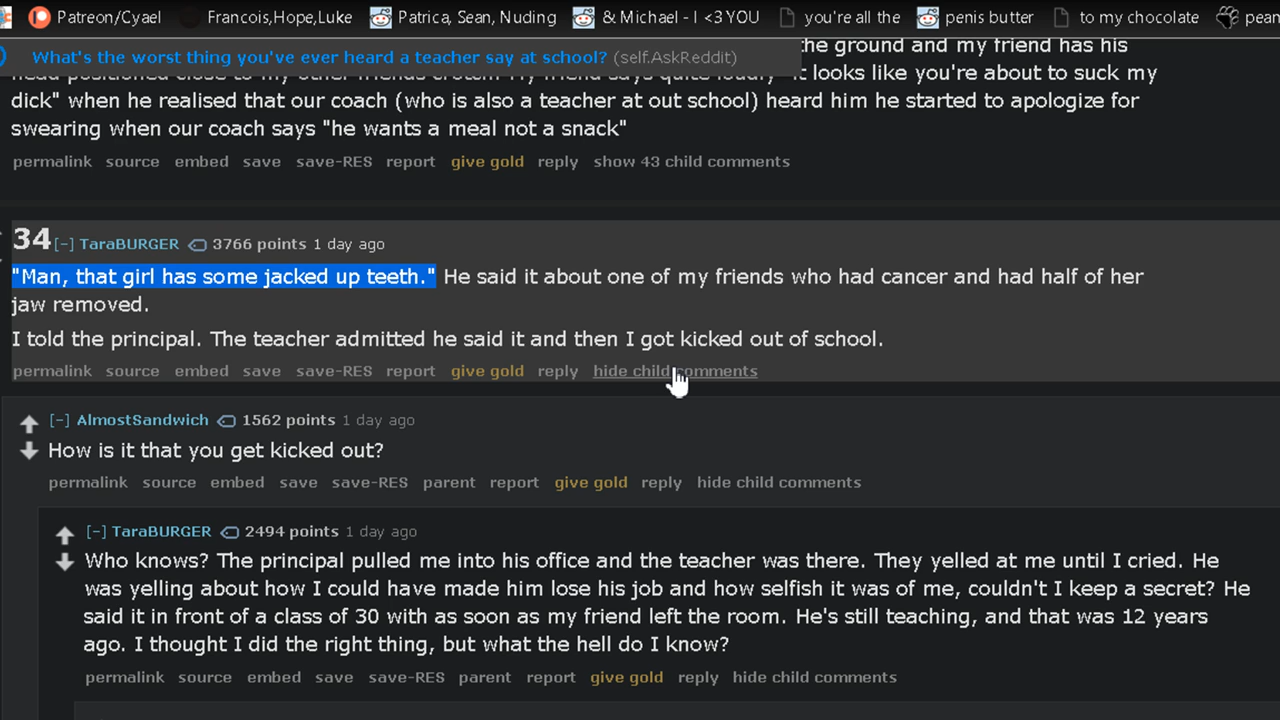 Patreon/Cyael Francois,Hope,Luke Patrica, Sean, Nuding & Michael - I <3 YOU you're all the penis butter to my chocolate
What's the worst thing you've ever heard a teacher say at school? (self.AskReddit) the ground and my friend has his
it looks like you're about to suck my
dick" when he realised that our coach (who is also a teacher at out school) heard him he started to apologize for
swearing when our coach says "he wants a meal not a snack"
permalink source embed save save-RES report give gold reply show 43 child comments
34 [-] TaraBURGER 3766 points 1 day ago
"Man, that girl has some jacked up teeth." He said it about one of my friends who had cancer and had half of her
jaw removed.
I told the principal. The teacher admitted he said it and then I got kicked out of school.
permalink source embed save save-RES report give gold reply hide child comments
[-] AlmostSandwich 1562 points 1 day ago
How is it that you get kicked out?
permalink source embed save save-RES parent report give gold reply hide child comments
[-] TaraBURGER 2494 points 1 day ago
Who knows? The principal pulled me into his office and the teacher was there. They yelled at me until I cried. He
was yelling about how I could have made him lose his job and how selfish it was of me, couldn't I keep a secret? He
said it in front of a class of 30 with as soon as my friend left the room. He's still teaching, and that was 12 years
ago. I thought I did the right thing, but what the hell do I know?
permalink source embed save save-RES parent report give gold reply hide child comments